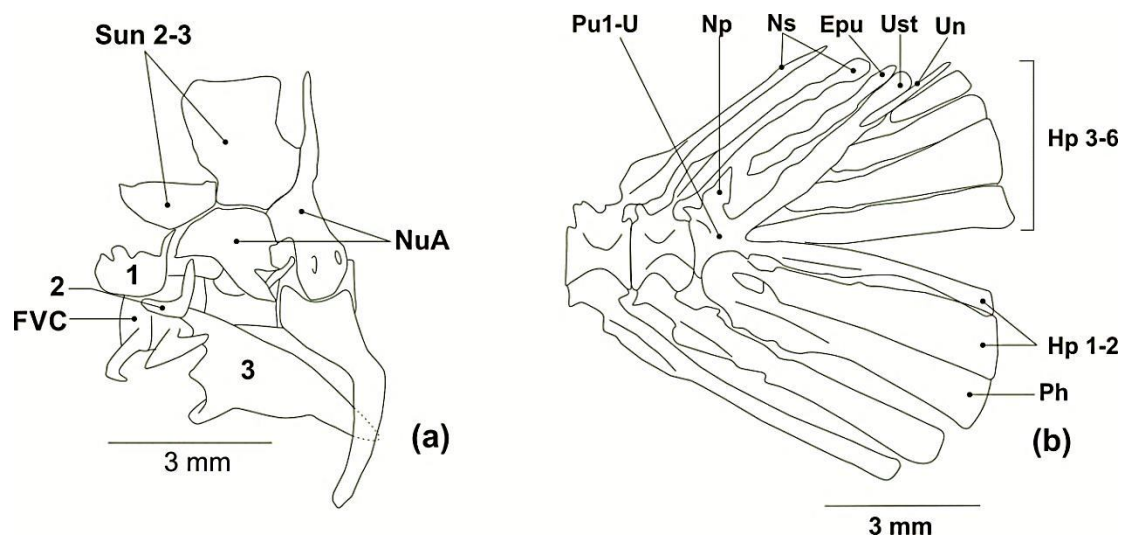 Sun 2-3
NuA
1
2
FVC
3
(a)
3 mm
Pu1-U Np Ns Epu Ust Un
Hp 3-6
Hp 1-2
Ph
(b)
3 mm